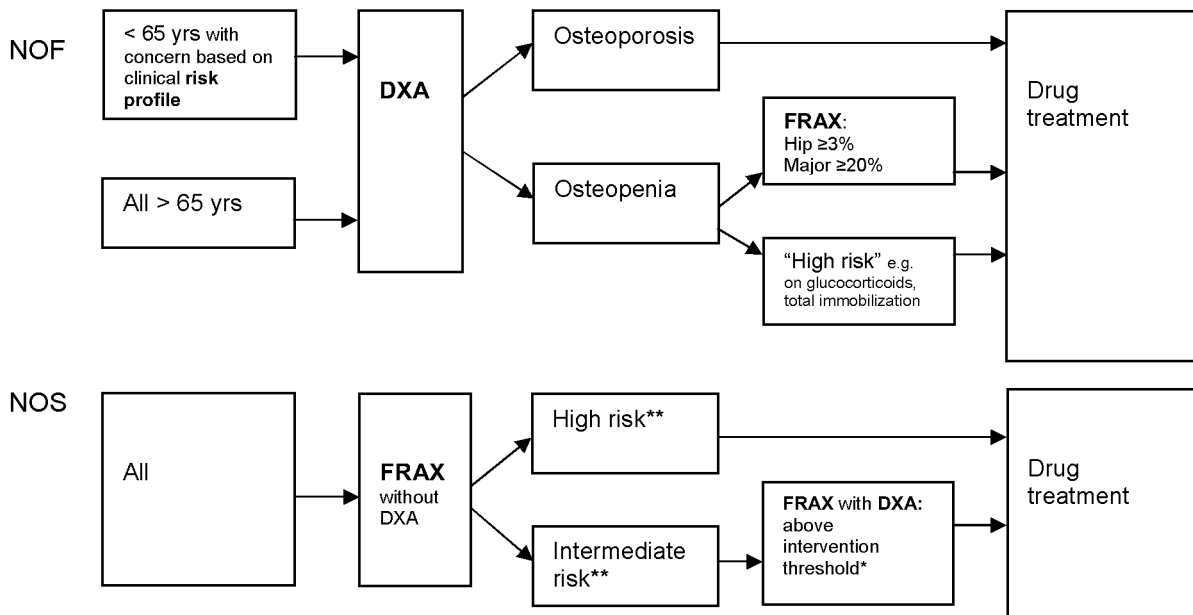 NOF
< 65 yrs with
concern based on
clinical risk
profile
All > 65 yrs
DXA
Osteoporosis
Osteopenia
FRAX:
Hip ≥3%
Major ≥20%
“High risk” e.g.
on glucocorticoids,
total immobilization
Drug
treatment
NOS
All
FRAX
without
DXA
High risk**
Intermediate
risk**
FRAX with DXA:
above
intervention
threshold*
Drug
treatment